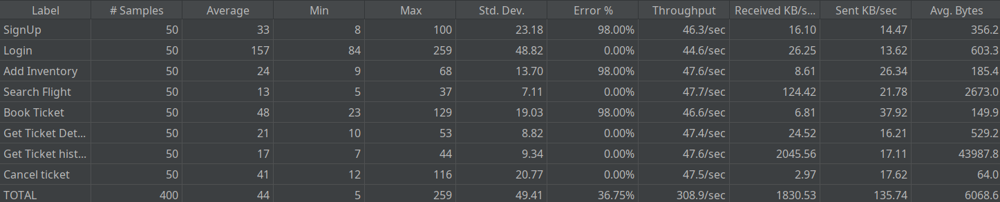 Label # Samples Average Min Max Std. Dev. Error % Throughput Received KB/s... Sent KB/sec Avg. Bytes
SignUp 50 33 8 100 23.18 98.00% 46.3/sec 16.10 14.47 356.2
Login 50 157 84 259 48.82 0.00% 44.6/sec 26.25 13.62 603.3
Add Inventory 50 24 9 68 13.70 98.00% 47.6/sec 8.61 26.34 185.4
Search Flight 50 13 5 37 7.11 0.00% 47.7/sec 124.42 21.78 2673.0
Book Ticket 50 48 23 129 19.03 98.00% 46.6/sec 6.81 37.92 149.9
Get Ticket Det... 50 21 10 53 8.82 0.00% 47.4/sec 24.52 16.21 529.2
Get Ticket hist... 50 17 7 44 9.34 0.00% 47.6/sec 2045.56 17.11 43987.8
Cancel ticket 50 41 12 116 20.77 0.00% 47.5/sec 2.97 17.62 64.0
TOTAL 400 44 5 259 49.41 36.75% 308.9/sec 1830.53 135.74 6068.6